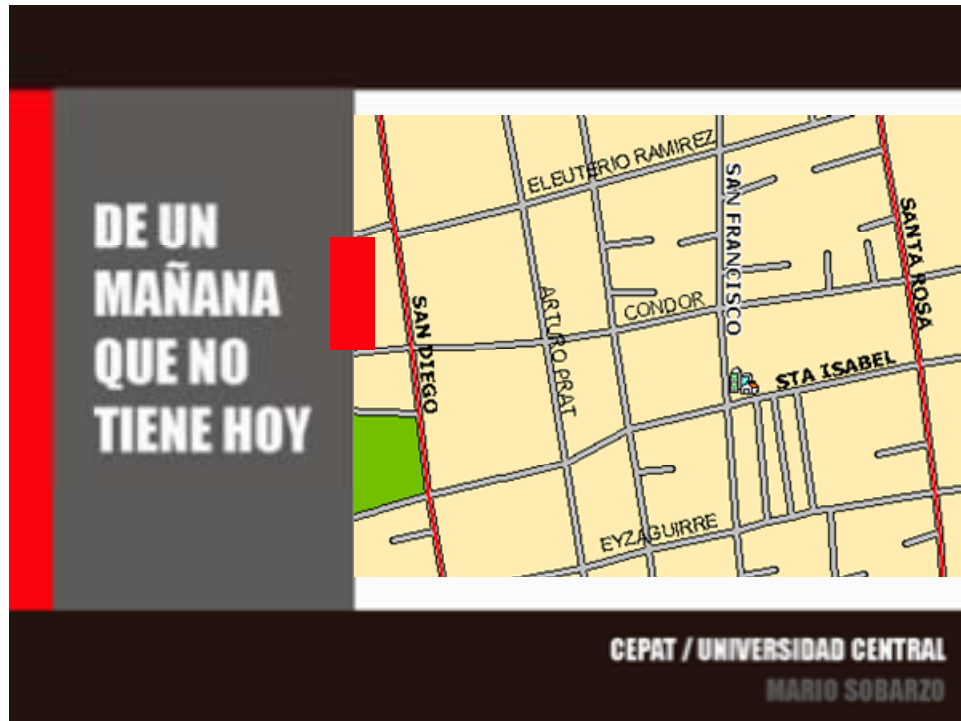 DE UN
MAÑANA
QUE NO
TIENE HOY
ELEUTERIO RAMIREZ
SAN FRANCISCO
SANTA ROSA
CONDOR
ARTURO PRAT
SAN DIEGO
STA ISABEL
EYZAGUIRRE
CEPAT / UNIVERSIDAD CENTRAL
MARIO SOBARZO